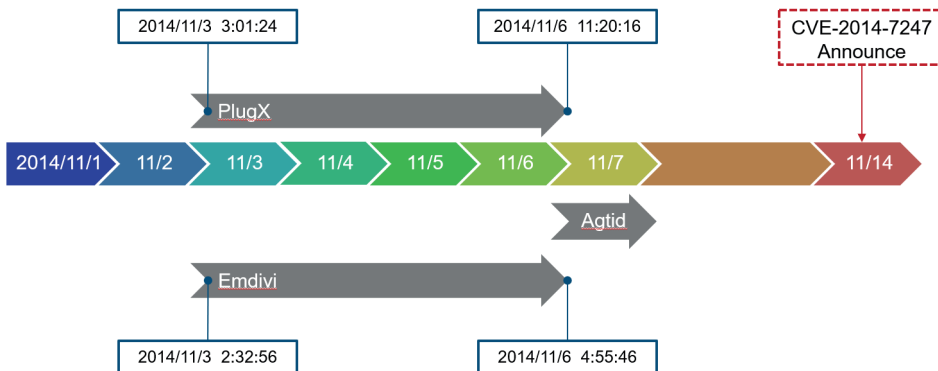 2014/11/3 3:01:24
2014/11/6 11:20:16
CVE-2014-7247
Announce
PlugX
2014/11/1
11/2
11/3
11/4
11/5
11/6
11/7
11/14
Agtid
Emdivi
2014/11/3 2:32:56
2014/11/6 4:55:46